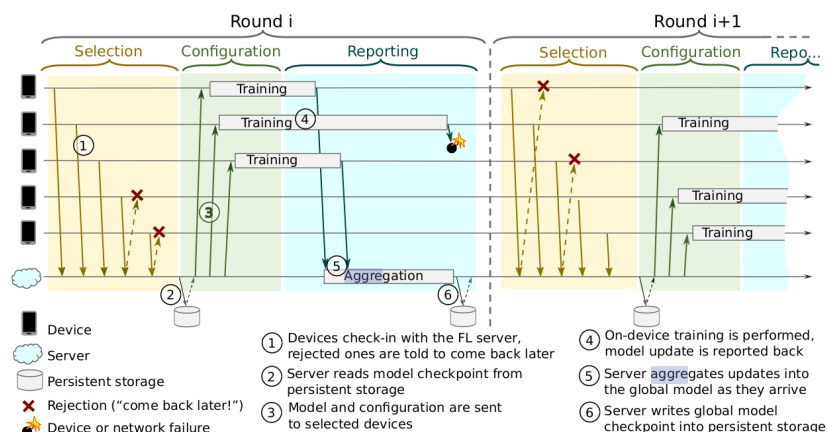 Round i
Round i+1
Selection
Configuration
Reporting
Selection
Configuration
Repo...
Training
Training
4
Training
1
Training
3
Training
Training
2
5
Aggregation
6
Device
Server
Persistent storage
Rejection (“come back later!”)
Device or network failure
1 Devices check-in with the FL server,
rejected ones are told to come back later
2 Server reads model checkpoint from
persistent storage
3 Model and configuration are sent
to selected devices
4 On-device training is performed,
model update is reported back
5 Server aggregates updates into
the global model as they arrive
6 Server writes global model
checkpoint into persistent storage